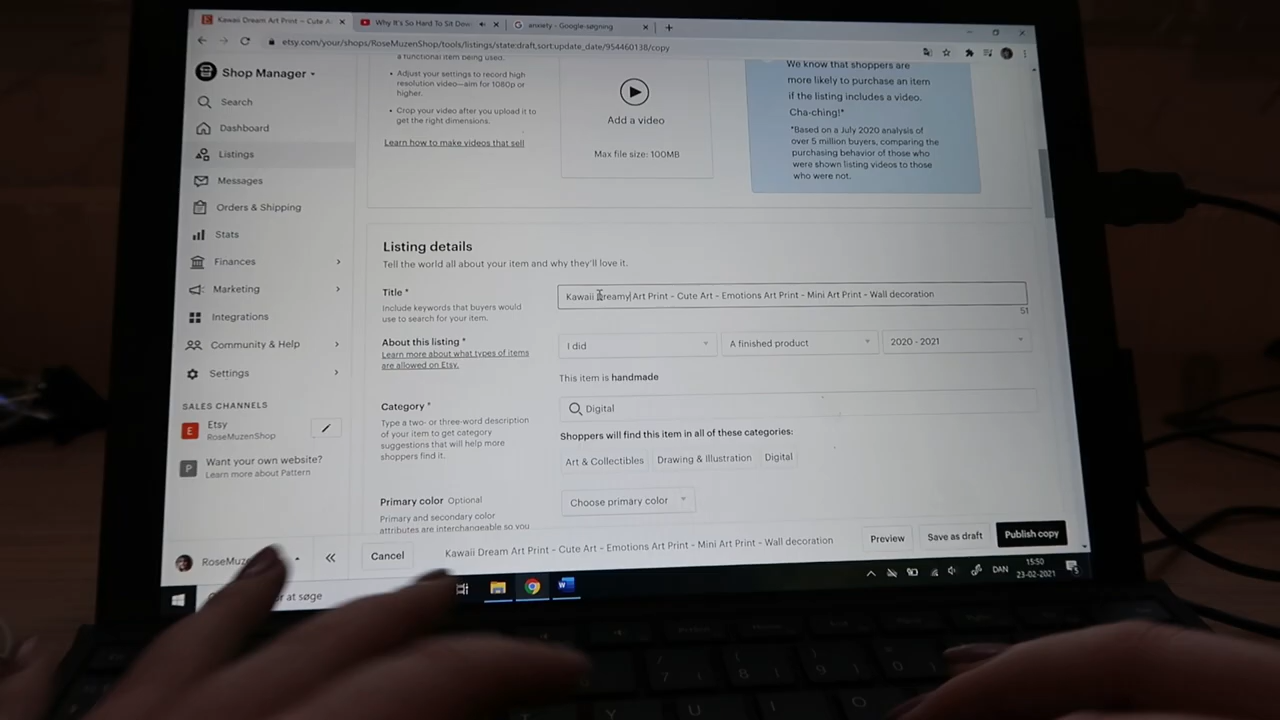 Kawaii Dream Art Print - Cute A
Why It's So Hard To Sit Dow
anxiety - Google-søgning
etsy.com/your/shops/RoseMuzenShop/tools/listings/state:draft,sort:update_date/954460138/copy
Shop Manager
Search
Dashboard
Listings
Messages
Orders & Shipping
Stats
Finances
Marketing
Integrations
Community & Help
Settings
SALES CHANNELS
E
Etsy
RoseMuzenShop
P
Want your own website?
Learn more about Pattern
RoseMuze
a functional item being used.
• Adjust your settings to record high
resolution video—aim for 1080p or
higher.
• Crop your video after you upload it to
get the right dimensions.
Learn how to make videos that sell
Add a video
Max file size: 100MB
We know that shoppers are
more likely to purchase an item
if the listing includes a video.
Cha-ching!*
*Based on a July 2020 analysis of
over 5 million buyers, comparing the
purchasing behavior of those who
were shown listing videos to those
who were not.
Listing details
Tell the world all about your item and why they'll love it.
Title *
Include keywords that buyers would
use to search for your item.
Kawaii Dreamy Art Print - Cute Art - Emotions Art Print - Mini Art Print - Wall decoration
51
About this listing *
Learn more about what types of items
are allowed on Etsy.
I did
A finished product
2020 - 2021
This item is handmade
Category *
Type a two- or three-word description
of your item to get category
suggestions that will help more
shoppers find it.
Digital
Shoppers will find this item in all of these categories:
Art & Collectibles
Drawing & Illustration
Digital
Primary color Optional
Primary and secondary color
attributes are interchangeable so you
Choose primary color
Cancel
Kawaii Dream Art Print - Cute Art - Emotions Art Print - Mini Art Print - Wall decoration
Preview
Save as draft
Publish copy
at søge
DAN
15:50
23-02-2021